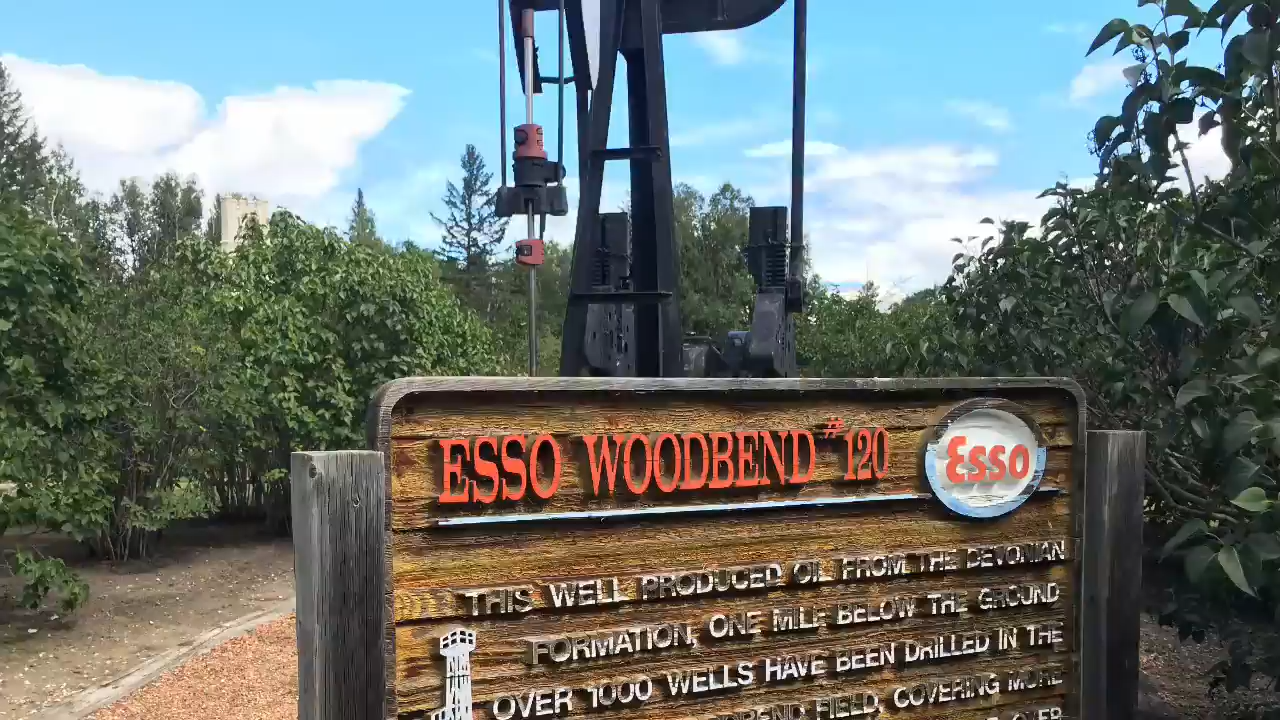 ESSO WOODBEND #120
Esso
THIS WELL PRODUCED OIL FROM THE DEVONIAN
FORMATION, ONE MILE BELOW THE GROUND
OVER 1000 WELLS HAVE BEEN DRILLED IN THE
FIELD, COVERING MORE
OVER